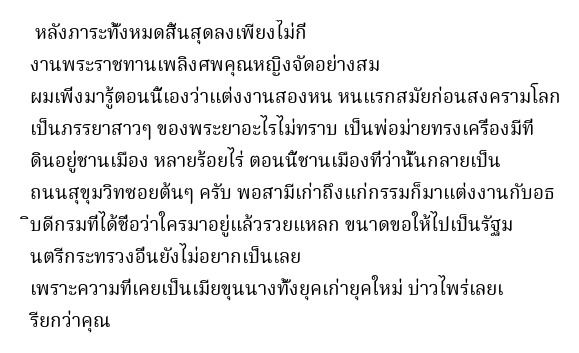 หลังภาระทั้งหมดสิ้นสุดลงเพียงไม่กี่
งานพระราชทานเพลิงศพคุณหญิงจัดอย่างสม
ผมเพิ่งมารู้ตอนนี้เองว่าแต่งงานสองหน หนแรกสมัยก่อนสงครามโลก
เป็นภรรยาสาวๆ ของพระยาอะไรไม่ทราบ เป็นพ่อม่ายทรงเครื่องมีที่
ดินอยู่ชานเมือง หลายร้อยไร่ ตอนนี้ชานเมืองที่ว่านั้นกลายเป็น
ถนนสุขุมวิทซอยต้นๆ ครับ พอสามีเก่าถึงแก่กรรมก็มาแต่งงานกับอธ
ิบดีกรมที่ได้ชื่อว่าใครมาอยู่แล้วรวยแหลก ขนาดขอให้ไปเป็นรัฐม
นตรีกระทรวงอื่นยังไม่อยากเป็นเลย
เพราะความที่เคยเป็นเมียขุนนางทั้งยุคเก่ายุคใหม่ บ่าวไพร่เลยเ
รียกว่าคุณ